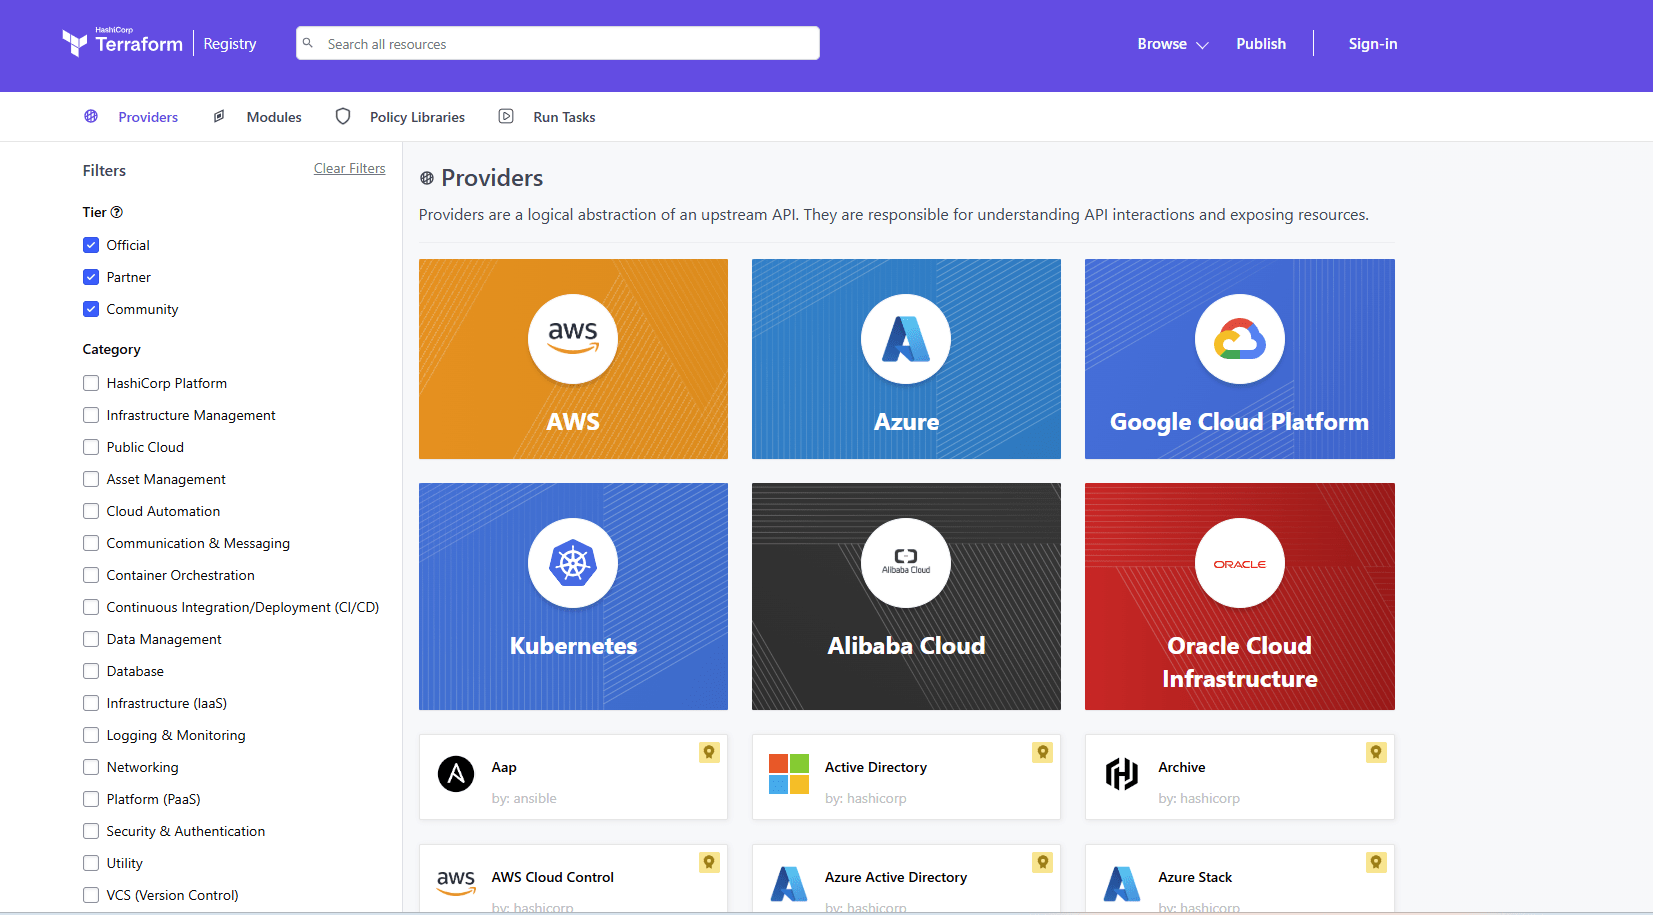 HashiCorp
Terraform
Registry
Search all resources
Browse
Publish
Sign-in
Providers
Modules
Policy Libraries
Run Tasks
Filters
Clear Filters
Tier
Official
Partner
Community
Category
HashiCorp Platform
Infrastructure Management
Public Cloud
Asset Management
Cloud Automation
Communication & Messaging
Container Orchestration
Continuous Integration/Deployment (CI/CD)
Data Management
Database
Infrastructure (IaaS)
Logging & Monitoring
Networking
Platform (PaaS)
Security & Authentication
Utility
VCS (Version Control)
Providers
Providers are a logical abstraction of an upstream API. They are responsible for understanding API interactions and exposing resources.
aws
AWS
Azure
Google Cloud Platform
Kubernetes
Alibaba Cloud
Alibaba Cloud
ORACLE
Oracle Cloud
Infrastructure
Aap
by: ansible
Active Directory
by: hashicorp
Archive
by: hashicorp
aws
AWS Cloud Control
by: hashicorp
Azure Active Directory
by: hashicorp
Azure Stack
by: hashicorp